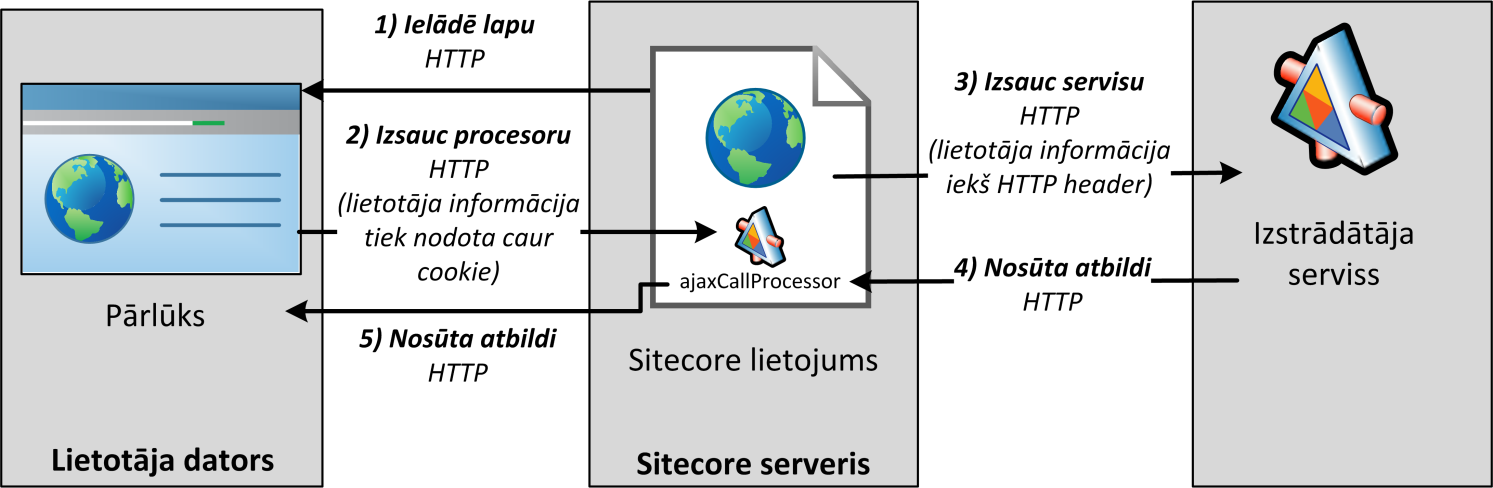 1) Ielādē lapu
HTTP
2) Izsauc procesoru
HTTP
(lietotāja informācija
tiek nodota caur
cookie)
5) Nosūta atbildi
HTTP
Pārlūks
Lietotāja dators
ajaxCallProcessor
Sitecore lietojums
Sitecore serveris
3) Izsauc servisu
HTTP
(lietotāja informācija
iekš HTTP header)
4) Nosūta atbildi
HTTP
Izstrādātāja
serviss